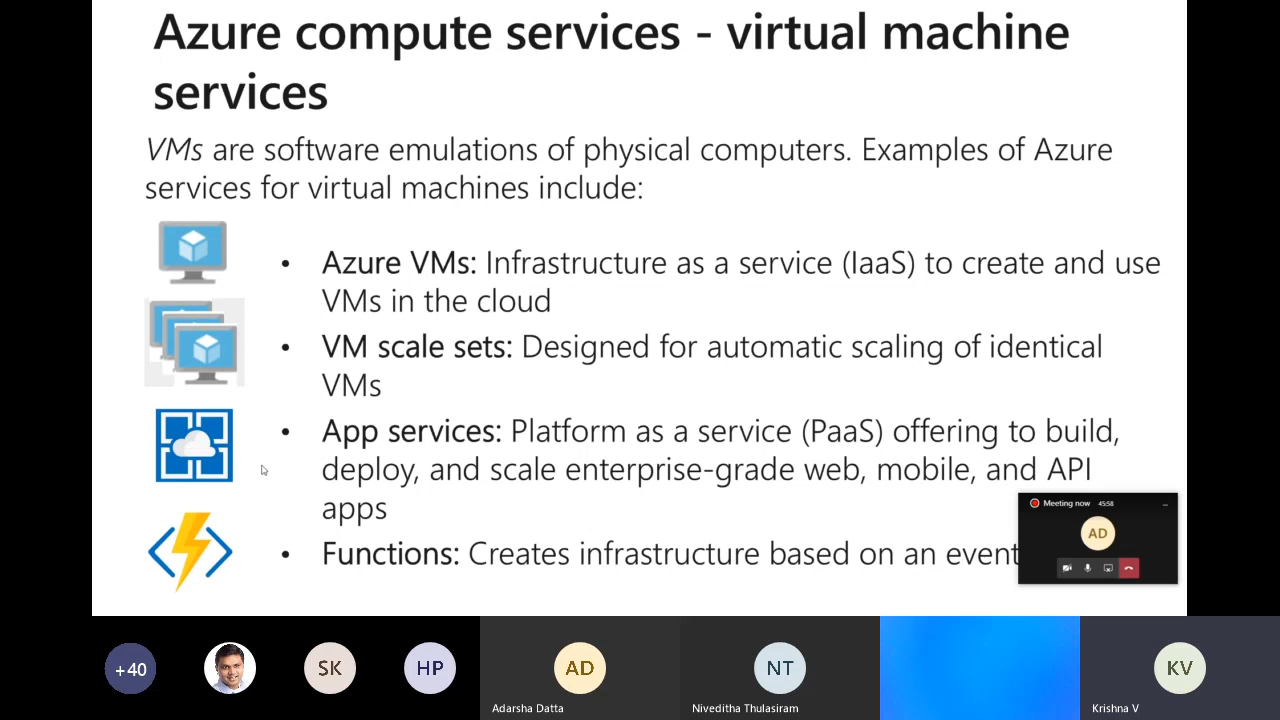 Azure compute services - virtual machine
services
VMs are software emulations of physical computers. Examples of Azure
services for virtual machines include:
• Azure VMs: Infrastructure as a service (IaaS) to create and use
VMs in the cloud
• VM scale sets: Designed for automatic scaling of identical
VMs
• App services: Platform as a service (PaaS) offering to build,
deploy, and scale enterprise-grade web, mobile, and API
apps
• Functions: Creates infrastructure based on an event
Meeting now 45:58
AD
+40
SK
HP
AD
Adarsha Datta
NT
Niveditha Thulasiram
KV
Krishna V